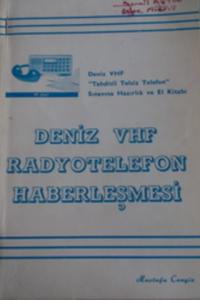 Deniz VHF
"Tahditli Telsiz Telefon"
Sınavına Hazırlık ve El Kitabı
DENİZ VHF
RADYOTELEFON
HABERLEŞMESİ
Mustafa Cengiz